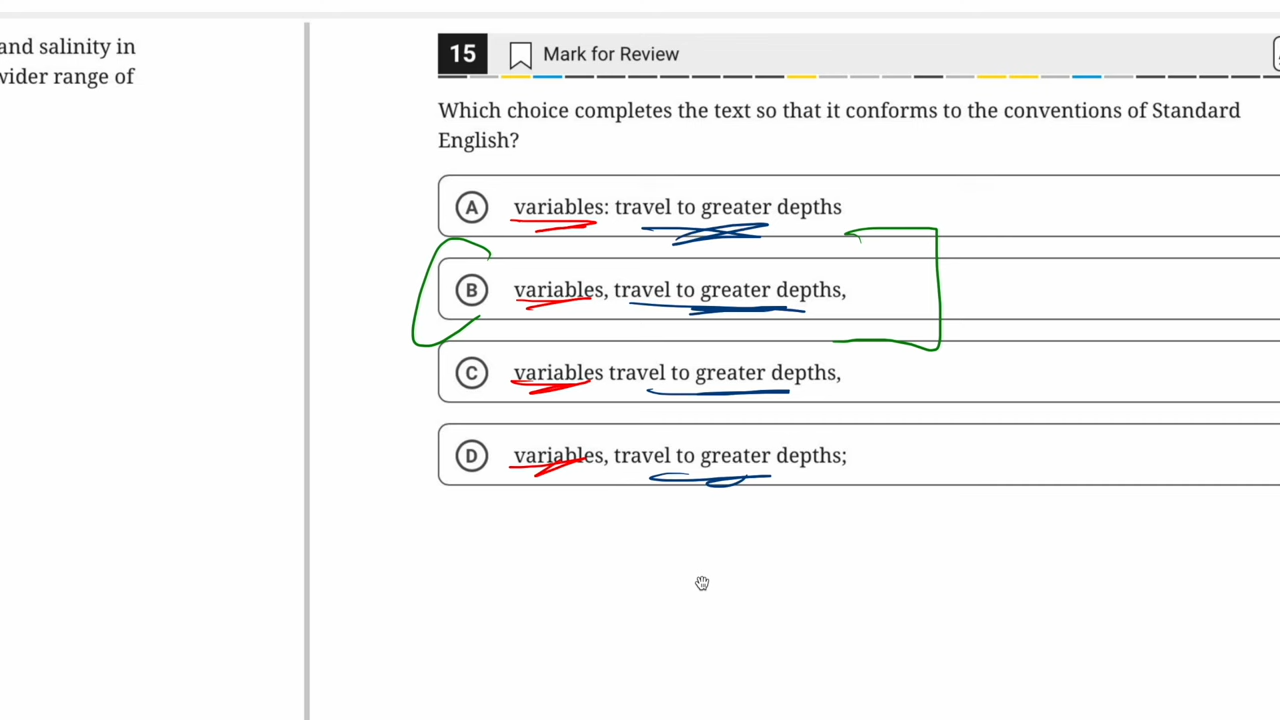 and salinity in
wider range of
15 Mark for Review
Which choice completes the text so that it conforms to the conventions of Standard
English?
A variables: travel to greater depths
B variables, travel to greater depths,
C variables travel to greater depths,
D variables, travel to greater depths;